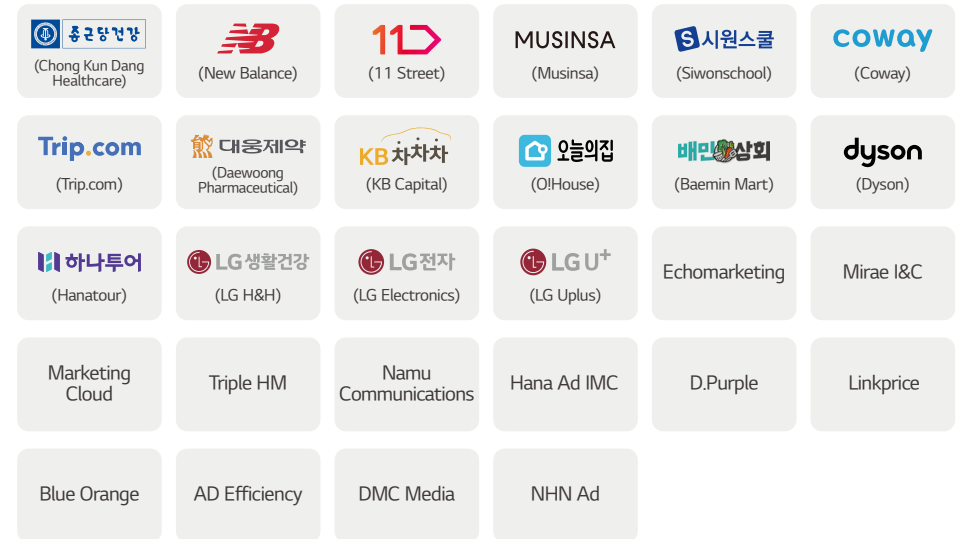 종근당건강
(Chong Kun Dang
Healthcare)
NB
(New Balance)
11
(11 Street)
MUSINSA
(Musinsa)
S 시원스쿨
(Siwonschool)
coway
(Coway)
Trip.com
(Trip.com)
대웅제약
(Daewoong
Pharmaceutical)
KB 차차차
(KB Capital)
오늘의집
(O!House)
배민상회
(Baemin Mart)
dyson
(Dyson)
하나투어
(Hanatour)
LG생활건강
(LG H&H)
LG전자
(LG Electronics)
LG U+
(LG Uplus)
Echomarketing
Mirae I&C
Marketing
Cloud
Triple HM
Namu
Communications
Hana Ad IMC
D.Purple
Linkprice
Blue Orange
AD Efficiency
DMC Media
NHN Ad